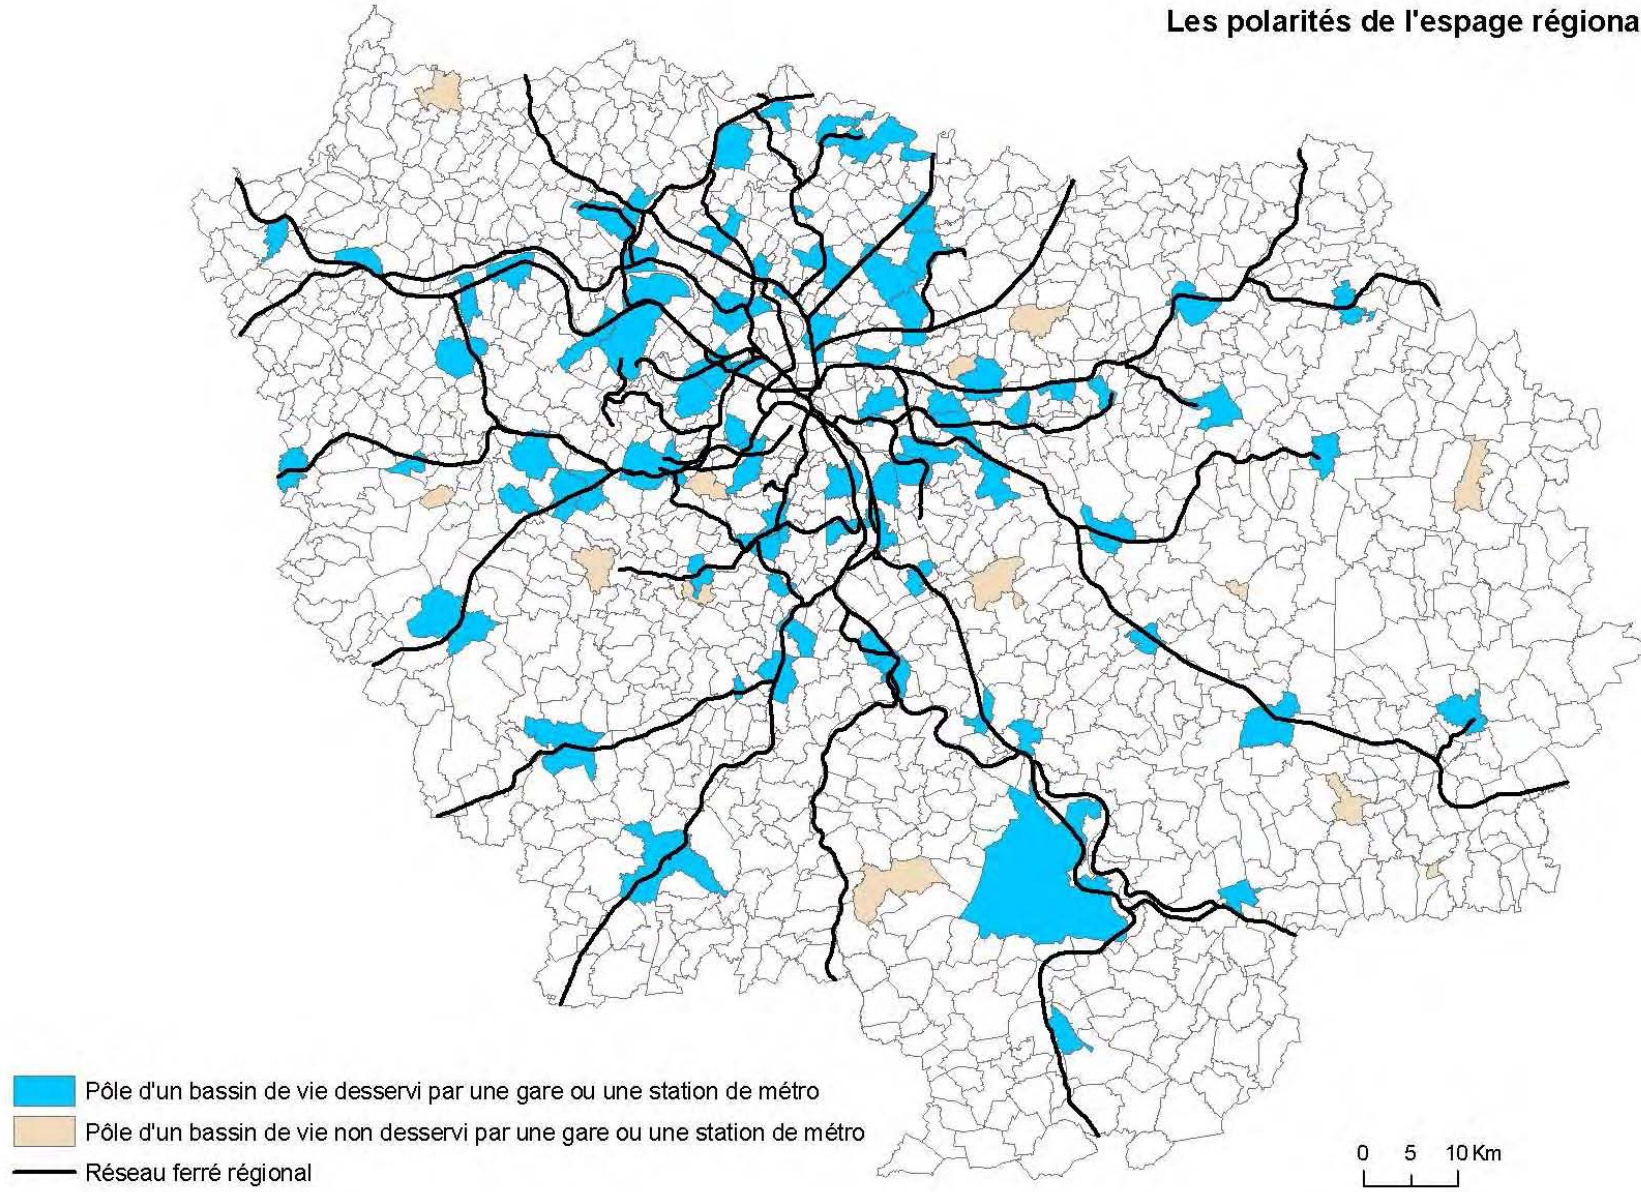 Les polarités de l'espage régiona
Pôle d'un bassin de vie desservi par une gare ou une station de métro
Pôle d'un bassin de vie non desservi par une gare ou une station de métro
Réseau ferré régional
0 5 10 Km